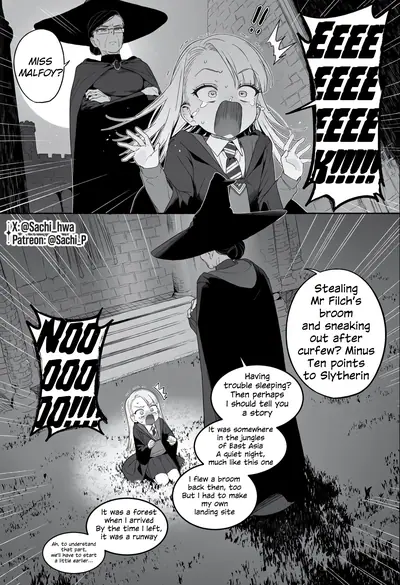 MISS
MALFOY?
EEEE
EEEEE
EEEEE
K!!!!!
X:@Sachi_hwa
Patreon: @Sachi_P
Stealing
Mr Filch's
broom
and sneaking
out after
curfew? Minus
Ten points
to Slytherin
NOO
OOOO
OO!!!!
Having
trouble sleeping?
Then perhaps
I should tell you
a story
It was somewhere
in the jungles
of East Asia
A quiet night,
much like this one
I flew a broom
back then, too
But I had to make
my own
landing site
It was a forest
when I arrived
By the time I left,
it was a runway
Ah, to understand
that part,
we'll have to start
a little earlier...